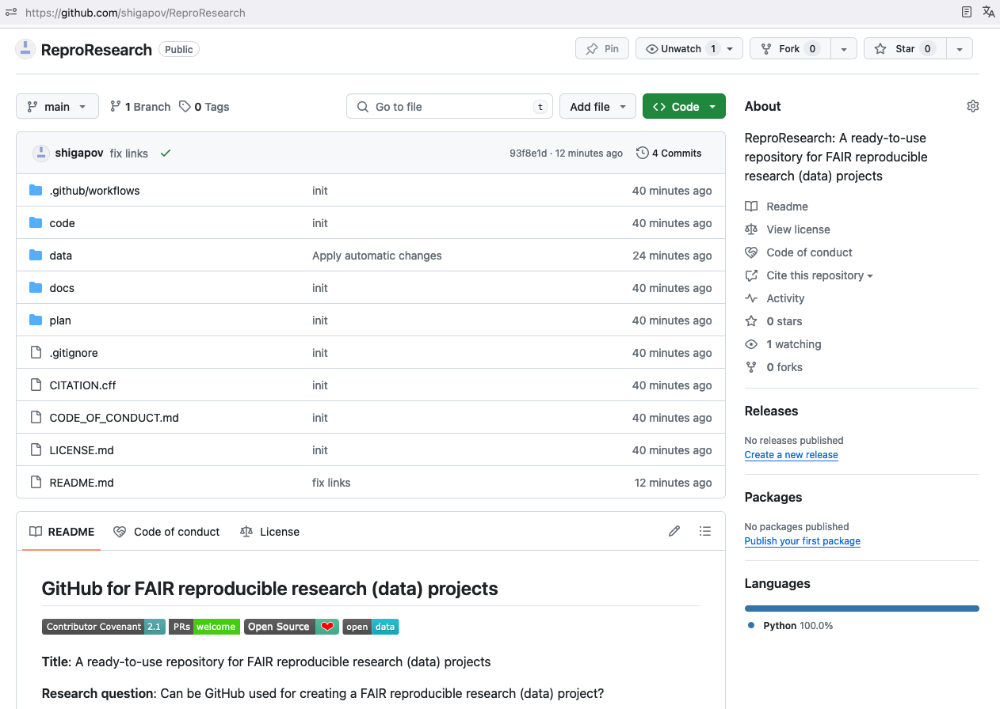 https://github.com/shigapov/ReproResearch
ReproResearch Public
Pin
Unwatch 1
Fork 0
Star 0
main
1 Branch
0 Tags
Go to file t
Add file
<> Code
shigapov fix links
93f8e1d · 12 minutes ago
4 Commits
.github/workflows init 40 minutes ago
code init 40 minutes ago
data Apply automatic changes 24 minutes ago
docs init 40 minutes ago
plan init 40 minutes ago
.gitignore init 40 minutes ago
CITATION.cff init 40 minutes ago
CODE_OF_CONDUCT.md init 40 minutes ago
LICENSE.md init 40 minutes ago
README.md fix links 12 minutes ago
README Code of conduct License
GitHub for FAIR reproducible research (data) projects
Contributor Covenant 2.1 PRs welcome Open Source ❤ open data
Title: A ready-to-use repository for FAIR reproducible research (data) projects
Research question: Can be GitHub used for creating a FAIR reproducible research (data) project?
About
ReproResearch: A ready-to-use
repository for FAIR reproducible
research (data) projects
Readme
View license
Code of conduct
Cite this repository
Activity
0 stars
1 watching
0 forks
Releases
No releases published
Create a new release
Packages
No packages published
Publish your first package
Languages
Python 100.0%